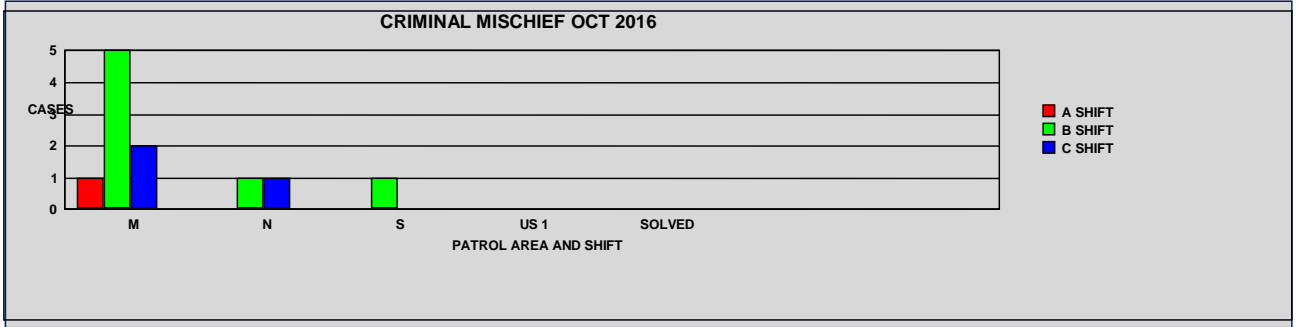 CRIMINAL MISCHIEF OCT 2016
5
4
CASES
3
2
1
0
A SHIFT
B SHIFT
C SHIFT
M N S US 1 SOLVED
PATROL AREA AND SHIFT